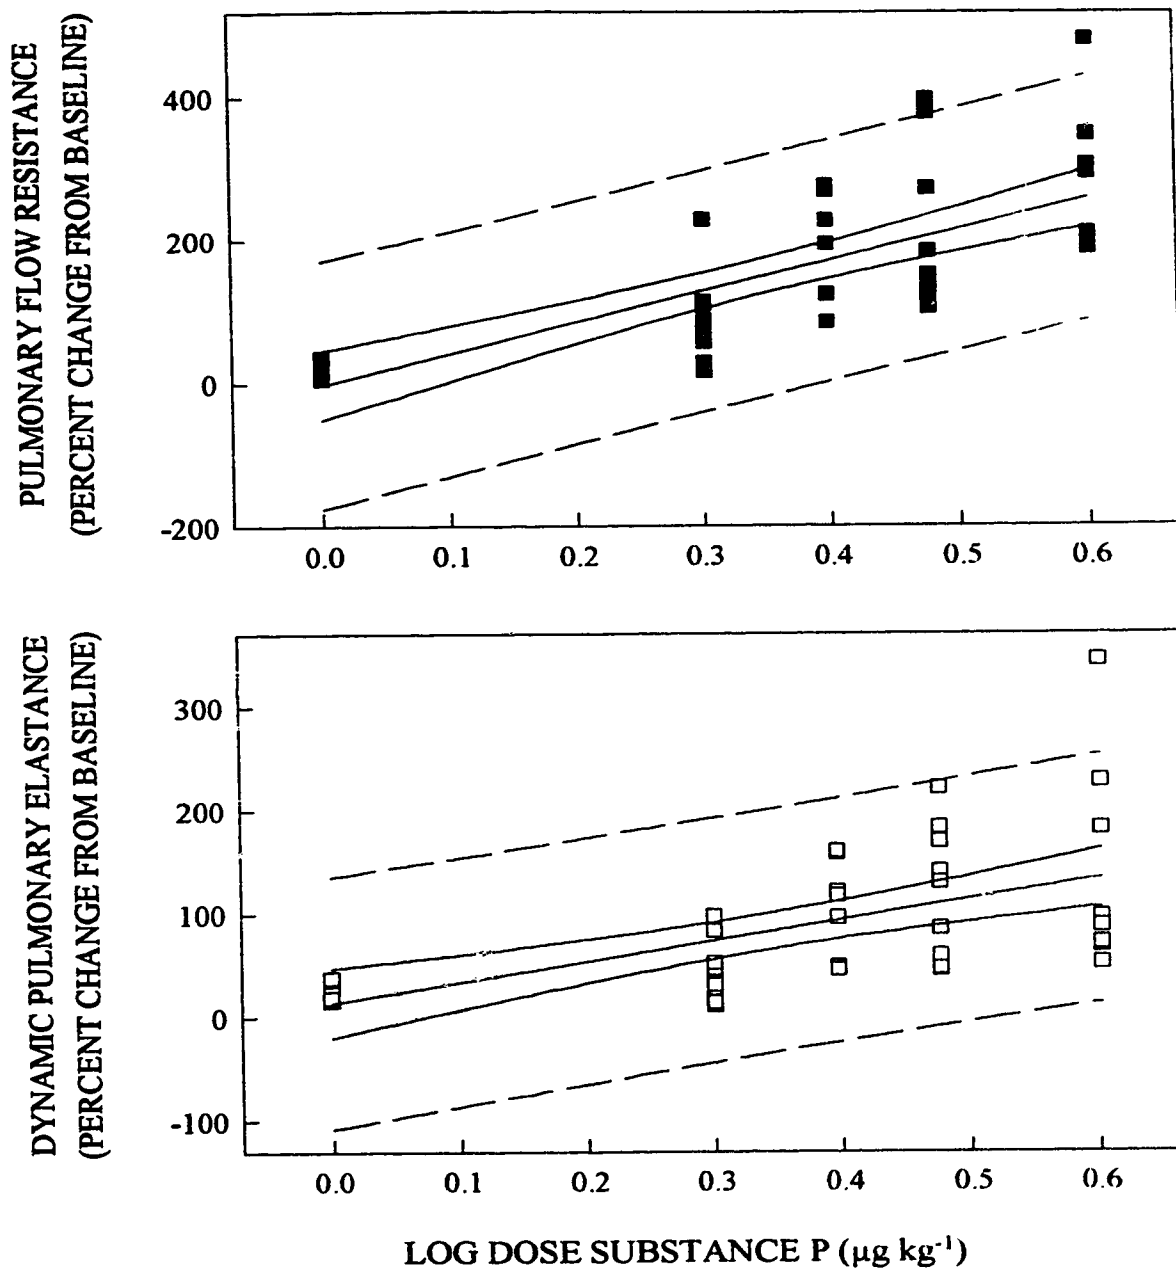 PULMONARY FLOW RESISTANCE
(PERCENT CHANGE FROM BASELINE)
400
200
0
-200
0.0 0.1 0.2 0.3 0.4 0.5 0.6
DYNAMIC PULMONARY ELASTANCE
(PERCENT CHANGE FROM BASELINE)
300
200
100
0
-100
0.0 0.1 0.2 0.3 0.4 0.5 0.6
LOG DOSE SUBSTANCE P (µg kg⁻¹)